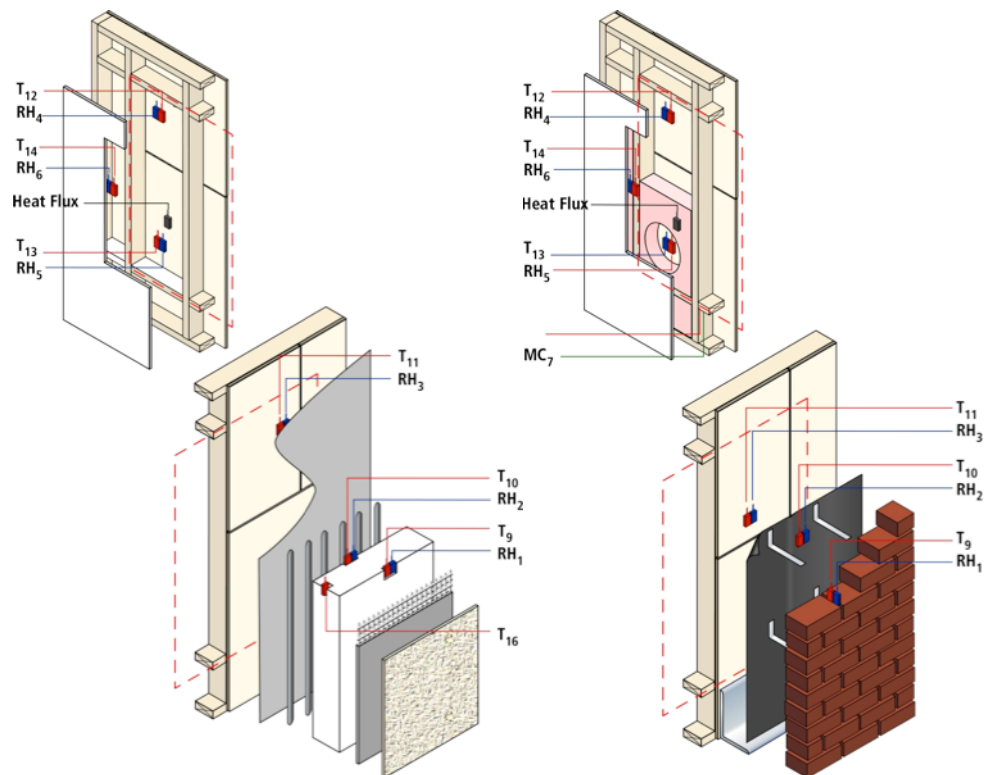 T12
RH4
T14
RH6
Heat Flux
T13
RH5
T12
RH4
T14
RH6
Heat Flux
T13
RH5
MC7
T11
RH3
T10
RH2
T9
RH1
T16
T11
RH3
T10
RH2
T9
RH1